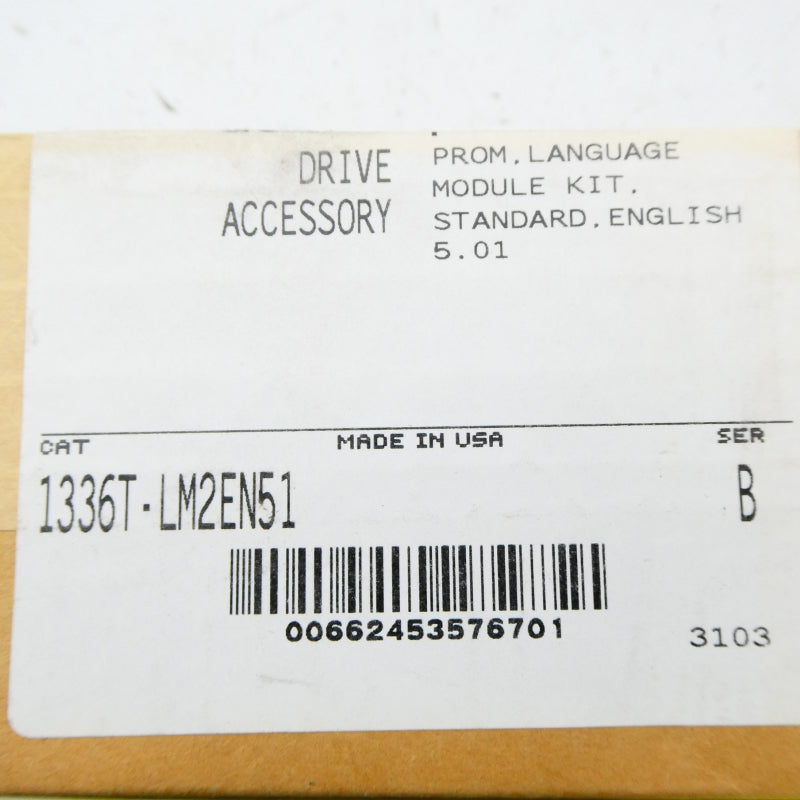 DRIVE
ACCESSORY
PROM, LANGUAGE
MODULE KIT,
STANDARD, ENGLISH
5.01
CAT
MADE IN USA
SER
1336T-LM2EN51
B
00662453576701
3103